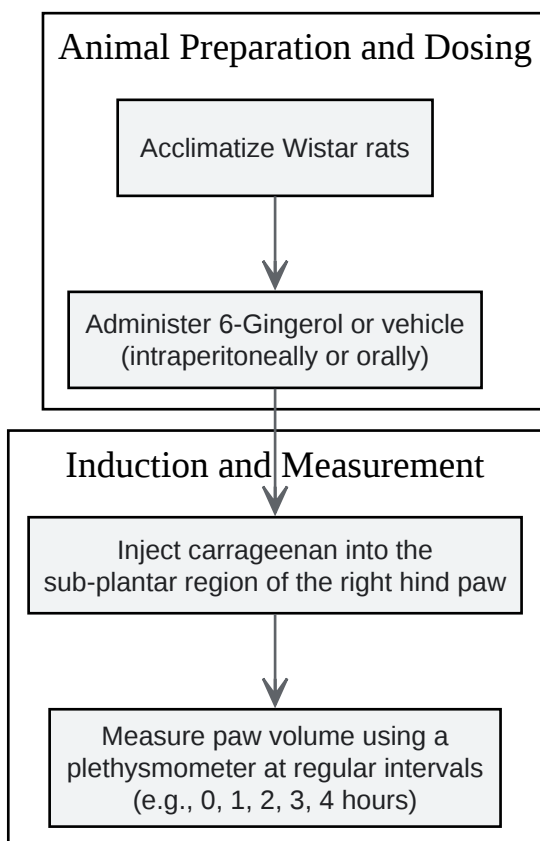 Animal Preparation and Dosing
Acclimatize Wistar rats
Administer 6-Gingerol or vehicle
(intraperitoneally or orally)
Induction and Measurement
Inject carrageenan into the
sub-plantar region of the right hind paw
Measure paw volume using a
plethysmometer at regular intervals
(e.g., 0, 1, 2, 3, 4 hours)